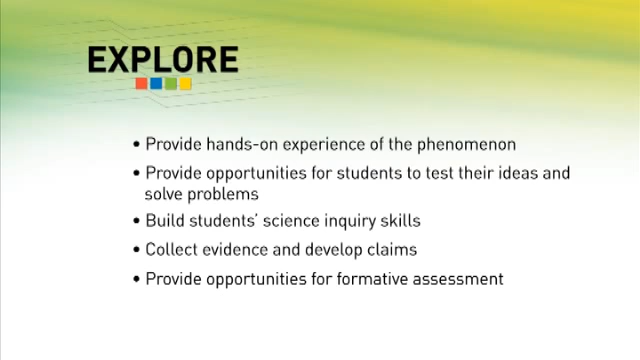 EXPLORE
• Provide hands-on experience of the phenomenon
• Provide opportunities for students to test their ideas and
solve problems
• Build students’ science inquiry skills
• Collect evidence and develop claims
• Provide opportunities for formative assessment